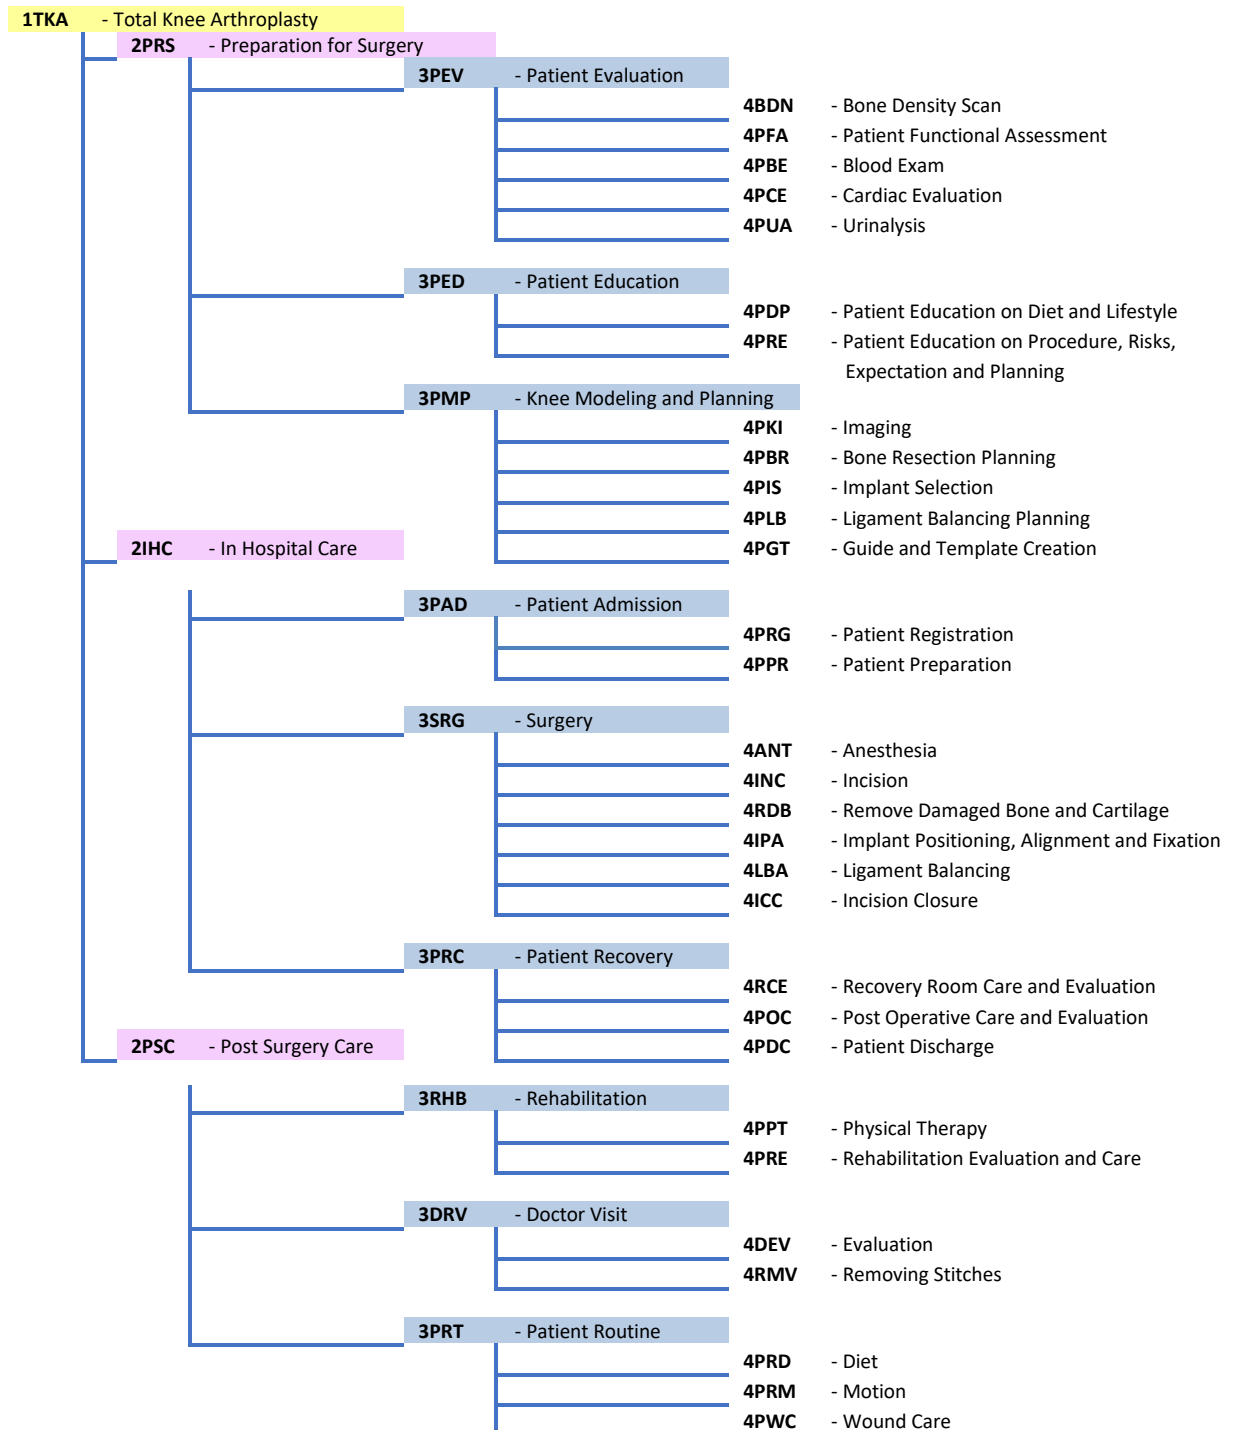 1TKA - Total Knee Arthroplasty
2PRS - Preparation for Surgery
3PEV - Patient Evaluation
4BDN - Bone Density Scan
4PFA - Patient Functional Assessment
4PBE - Blood Exam
4PCE - Cardiac Evaluation
4PUA - Urinalysis
3PED - Patient Education
4PDP - Patient Education on Diet and Lifestyle
4PRE - Patient Education on Procedure, Risks,
Expectation and Planning
3PMP - Knee Modeling and Planning
4PKI - Imaging
4PBR - Bone Resection Planning
4PIS - Implant Selection
4PLB - Ligament Balancing Planning
4PGT - Guide and Template Creation
2IHC - In Hospital Care
3PAD - Patient Admission
4PRG - Patient Registration
4PPR - Patient Preparation
3SRG - Surgery
4ANT - Anesthesia
4INC - Incision
4RDB - Remove Damaged Bone and Cartilage
4IPA - Implant Positioning, Alignment and Fixation
4LBA - Ligament Balancing
4ICC - Incision Closure
3PRC - Patient Recovery
4RCE - Recovery Room Care and Evaluation
4POC - Post Operative Care and Evaluation
4PDC - Patient Discharge
2PSC - Post Surgery Care
3RHB - Rehabilitation
4PPT - Physical Therapy
4PRE - Rehabilitation Evaluation and Care
3DRV - Doctor Visit
4DEV - Evaluation
4RMV - Removing Stitches
3PRT - Patient Routine
4PRD - Diet
4PRM - Motion
4PWC - Wound Care